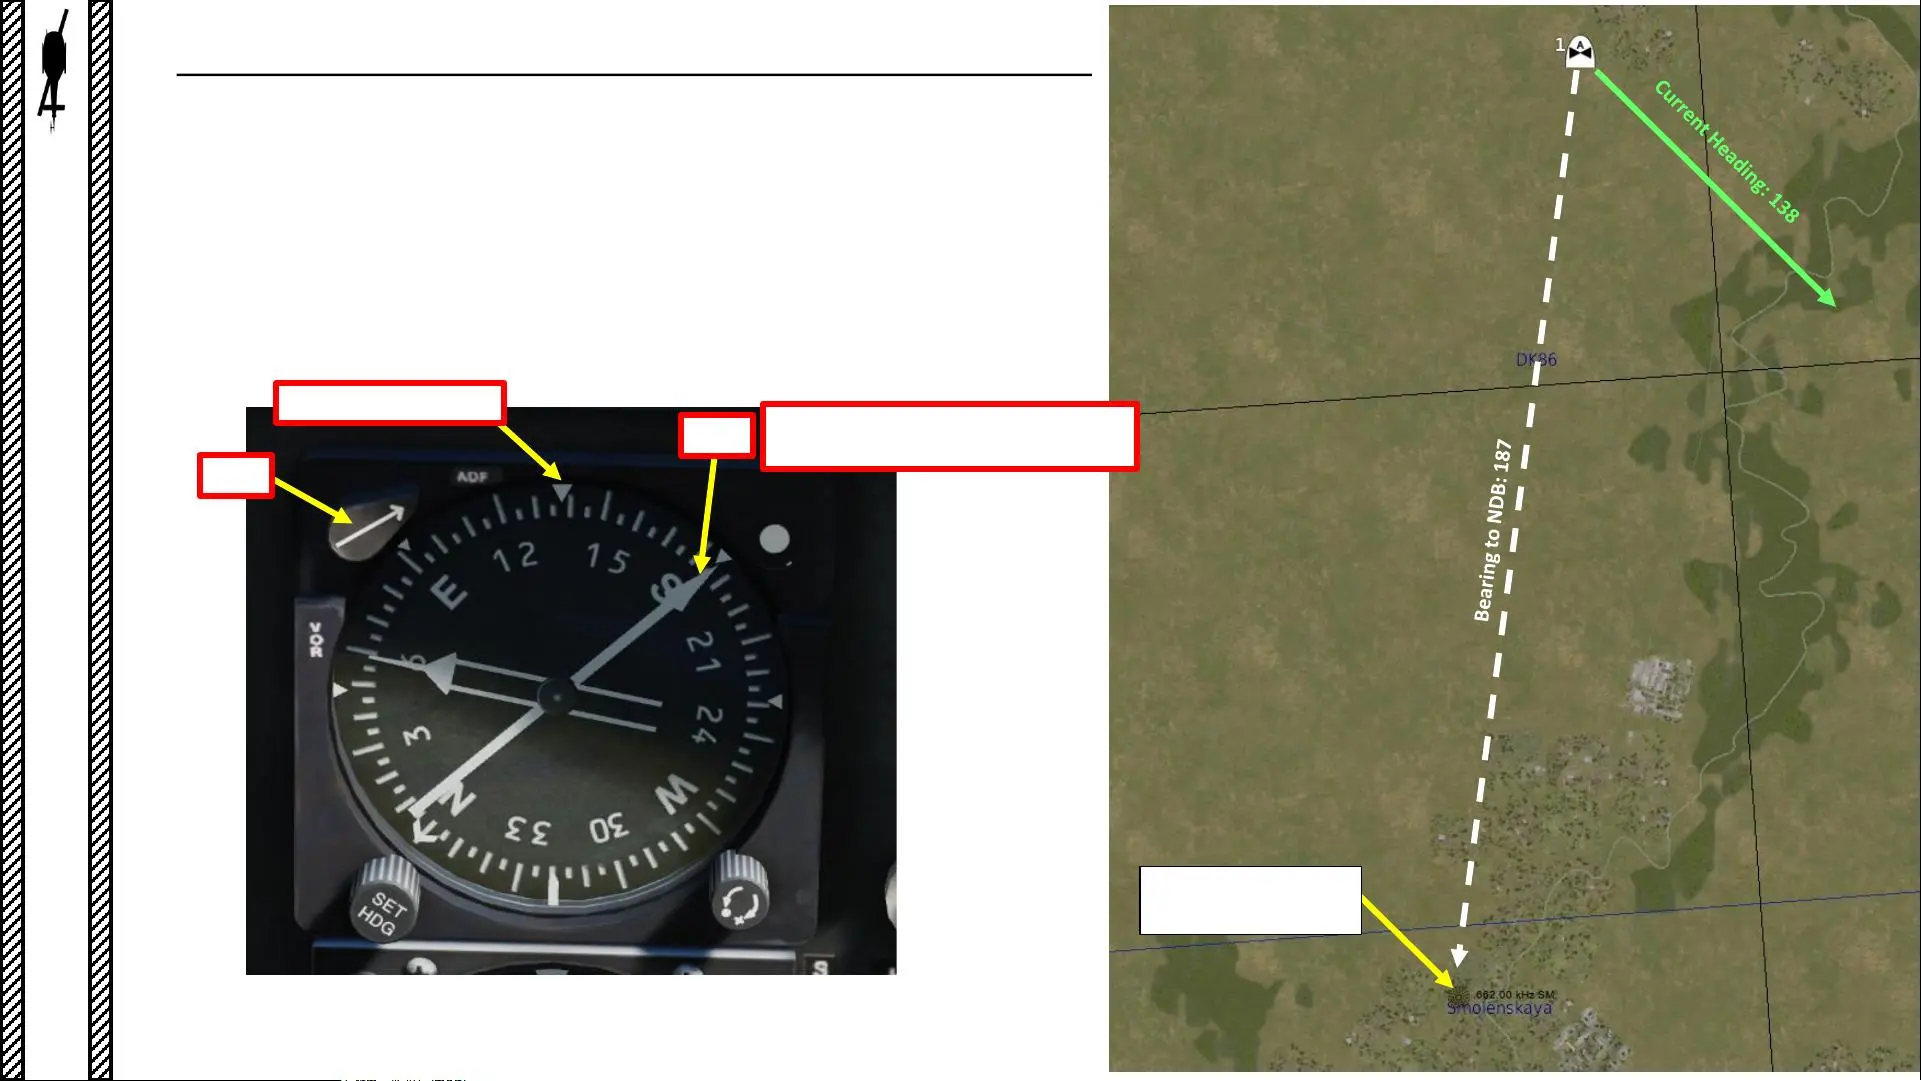 1
A
Current Heading: 138
DK86
Bearing to NDB: 187
ADF
12
15
E
S
VOR
6
21
3
24
N
W
33
30
SET
HDG
S
662.00 kHz SM
Smolenskaya